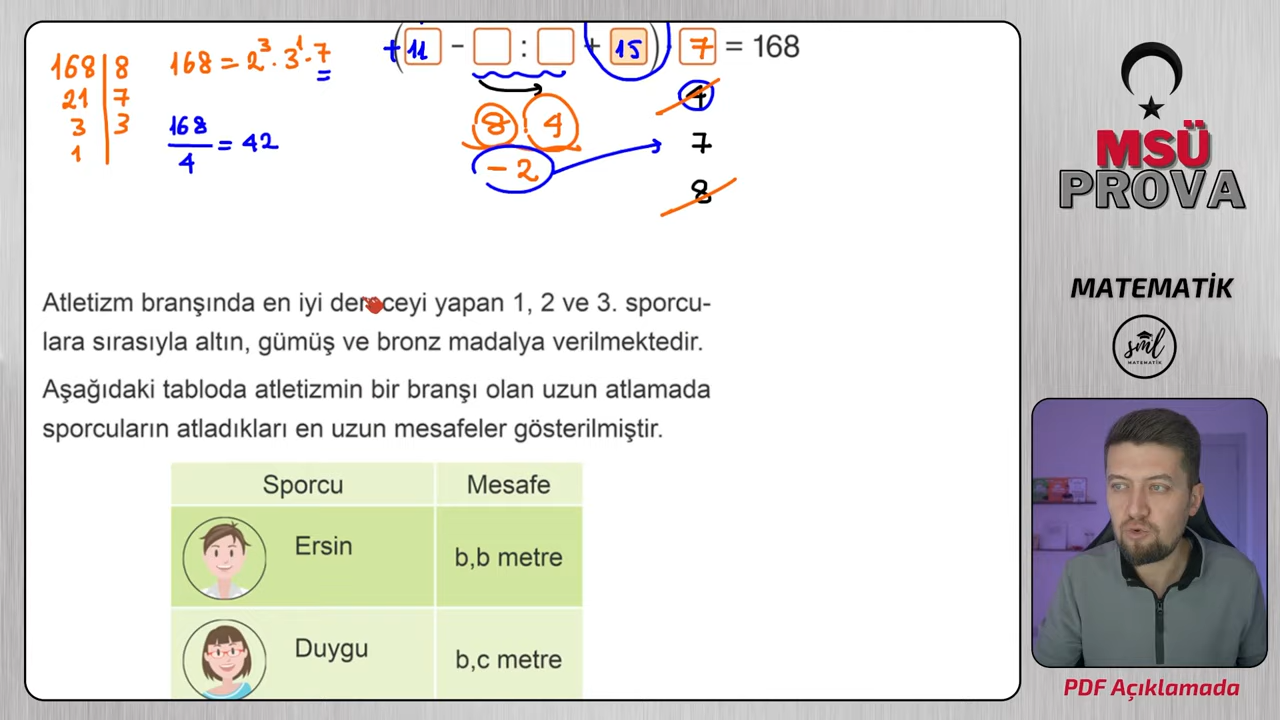 168 | 8
21 | 7
3 | 3
1
168 = 2³ · 3¹ · 7
168/4 = 42
+(11 - □ : □ + 15) · 7 = 168
8 : 4
-2
4
7
8
Atletizm branşında en iyi dereceyi yapan 1, 2 ve 3. sporcu-
lara sırasıyla altın, gümüş ve bronz madalya verilmektedir.
Aşağıdaki tabloda atletizmin bir branşı olan uzun atlamada
sporcuların atladıkları en uzun mesafeler gösterilmiştir.
Sporcu Mesafe
Ersin b,b metre
Duygu b,c metre
MSÜ
PROVA
MATEMATİK
sml
MATEMATİK
PDF Açıklamada